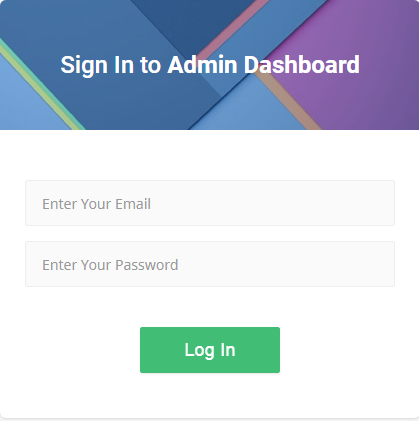 Sign In to Admin Dashboard
Enter Your Email
Enter Your Password
Log In